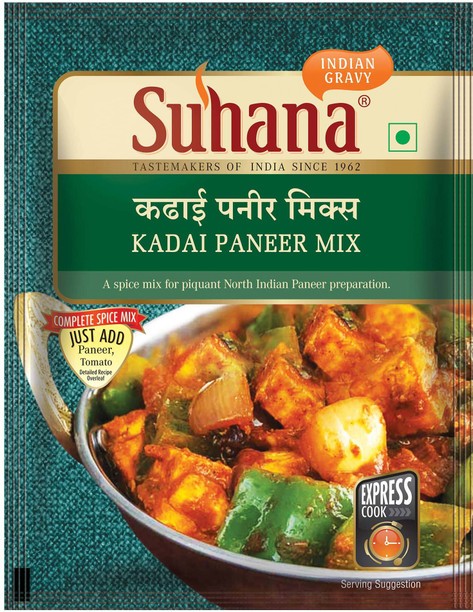 INDIAN
GRAVY
Suhana®
TASTEMAKERS OF INDIA SINCE 1962
कढाई पनीर मिक्स
KADAI PANEER MIX
A spice mix for piquant North Indian Paneer preparation.
COMPLETE SPICE MIX
JUST ADD
Paneer,
Tomato
Detailed Recipe
Overleaf
EXPRESS
COOK
Serving Suggestion